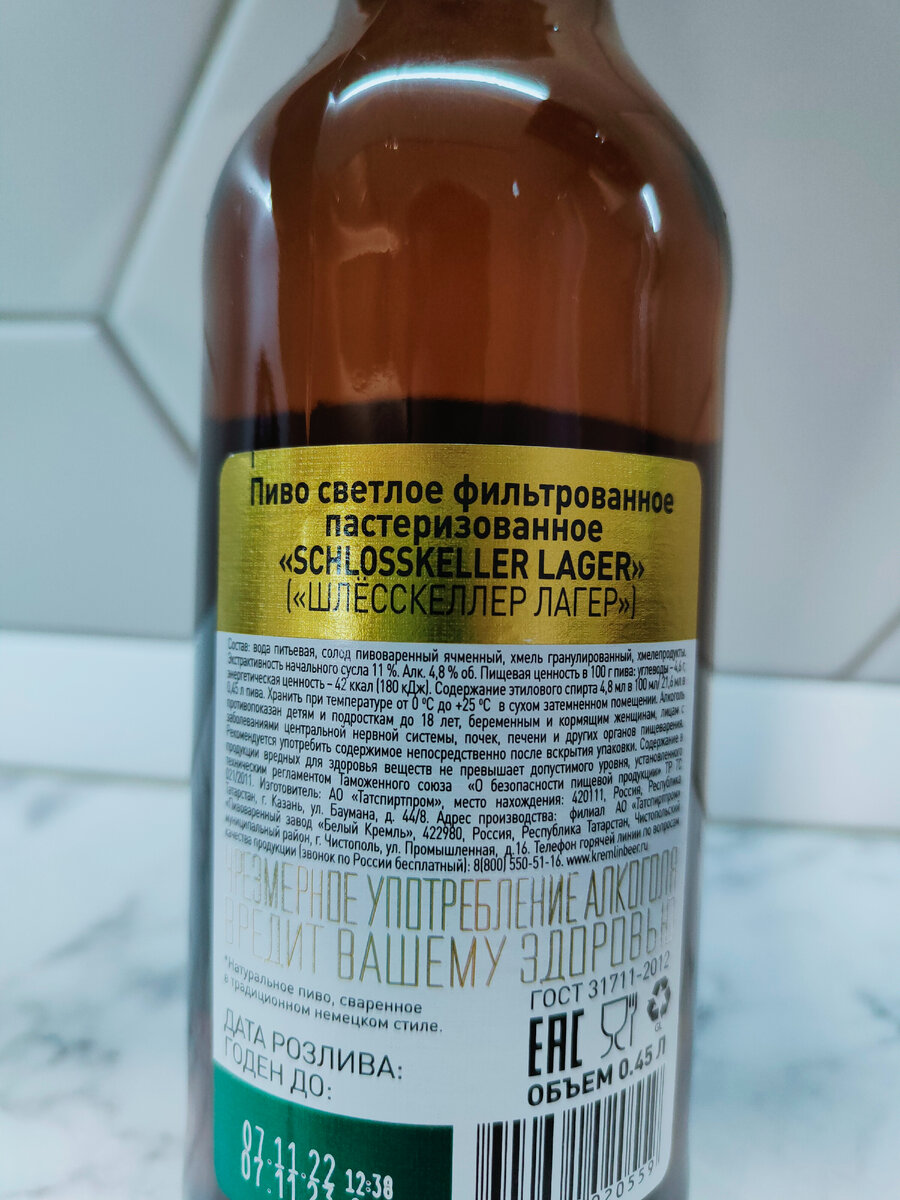 Пиво светлое фильтрованное
пастеризованное
«SCHLOSSKELLER LAGER»
(«ШЛЁССКЕЛЛЕР ЛАГЕР»)
Состав: вода питьевая, солод пивоваренный ячменный, хмель гранулированный, хмелепродукты.
Экстрактивность начального сусла 11 %. Алк. 4,8 % об. Пищевая ценность в 100 г пива: углеводы – 4,6 г,
энергетическая ценность – 42 ккал (180 кДж). Содержание этилового спирта 4,8 мл в 100 мл/ 21,6 мл в
0,45 л пива. Хранить при температуре от 0 °С до +25 °С в сухом затемненном помещении. Алкоголь
противопоказан детям и подросткам до 18 лет, беременным и кормящим женщинам, лицам с
заболеваниями центральной нервной системы, почек, печени и других органов пищеварения.
Рекомендуется употребить содержимое непосредственно после вскрытия упаковки. Содержание в
продукции вредных для здоровья веществ не превышает допустимого уровня, установленного
техническим регламентом Таможенного союза «О безопасности пищевой продукции» ТР ТС
021/2011. Изготовитель: АО «Татспиртпром», место нахождения: 420111, Россия, Республика
Татарстан, г. Казань, ул. Баумана, д. 44/8. Адрес производства: филиал АО «Татспиртпром»
«Пивоваренный завод «Белый Кремль», 422980, Россия, Республика Татарстан, Чистопольский
муниципальный район, г. Чистополь, ул. Промышленная, д.16. Телефон горячей линии по вопросам
качества продукции (звонок по России бесплатный): 8(800) 550-51-16. www.kremlinbeer.ru
ЧРЕЗМЕРНОЕ УПОТРЕБЛЕНИЕ АЛКОГОЛЯ
ВРЕДИТ ВАШЕМУ ЗДОРОВЬЮ
*Натуральное пиво, сваренное
в традиционном немецком стиле.
ГОСТ 31711-2012
EAC
GL
ОБЪЕМ 0.45 Л
ДАТА РОЗЛИВА:
ГОДЕН ДО:
07.11.22 12:38
07.11.23
020559